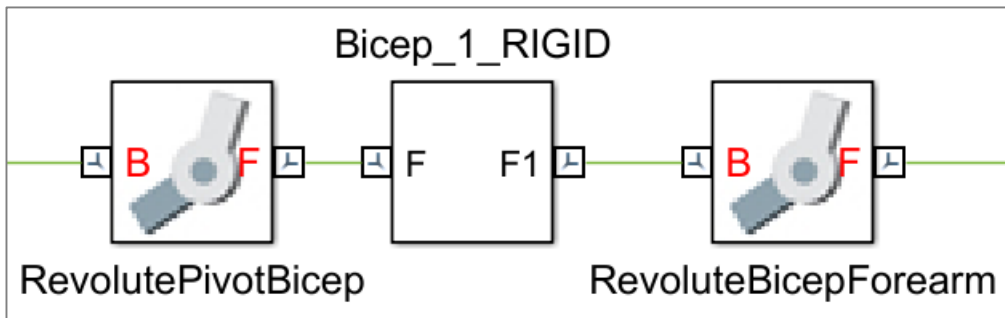 Bicep_1_RIGID
B F
F F1
B F
RevolutePivotBicep
RevoluteBicepForearm